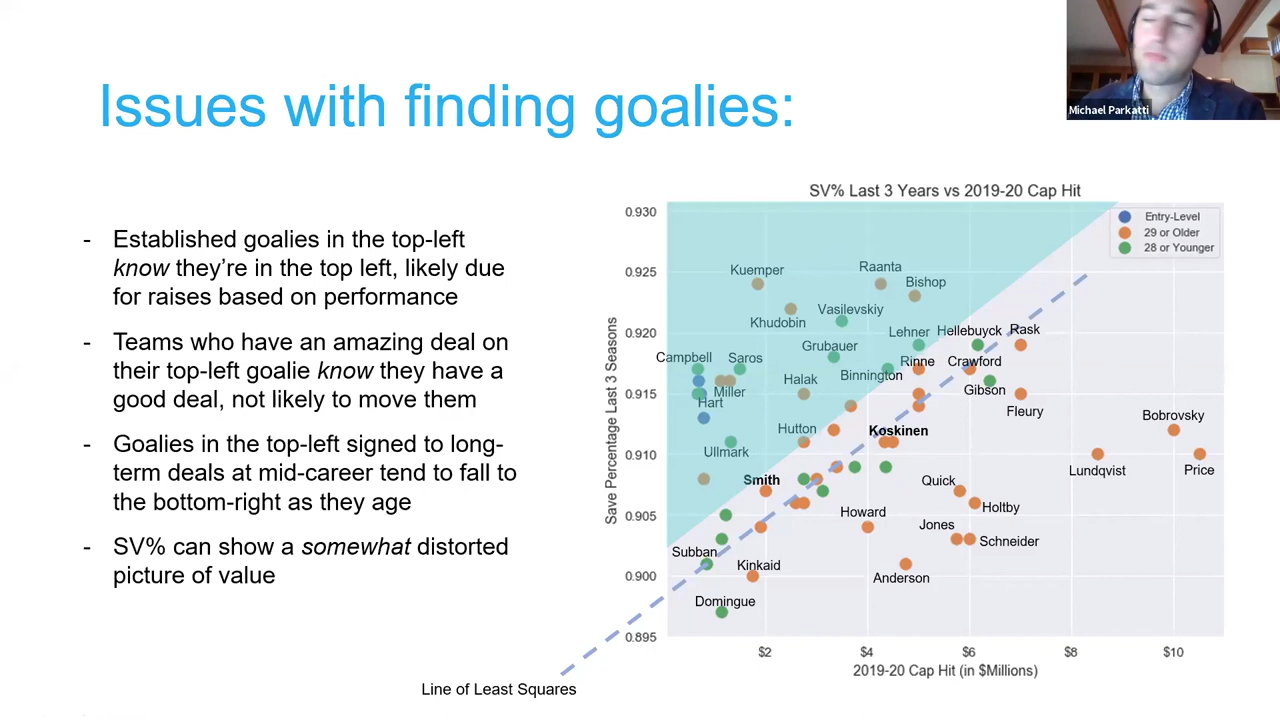 Michael Parkatti
Issues with finding goalies:
- Established goalies in the top-left
know they’re in the top left, likely due
for raises based on performance
- Teams who have an amazing deal on
their top-left goalie know they have a
good deal, not likely to move them
- Goalies in the top-left signed to long-
term deals at mid-career tend to fall to
the bottom-right as they age
- SV% can show a somewhat distorted
picture of value
SV% Last 3 Years vs 2019-20 Cap Hit
Entry-Level
29 or Older
28 or Younger
Save Percentage Last 3 Seasons
0.930
0.925
0.920
0.915
0.910
0.905
0.900
0.895
Kuemper
Raanta
Bishop
Khudobin
Vasilevskiy
Lehner
Hellebuyck
Rask
Grubauer
Campbell
Saros
Rinne
Crawford
Binnington
Halak
Miller
Gibson
Hart
Fleury
Bobrovsky
Hutton
Koskinen
Ullmark
Lundqvist
Price
Smith
Quick
Holtby
Howard
Jones
Schneider
Subban
Kinkaid
Anderson
Domingue
$2
$4
$6
$8
$10
2019-20 Cap Hit (in $Millions)
Line of Least Squares